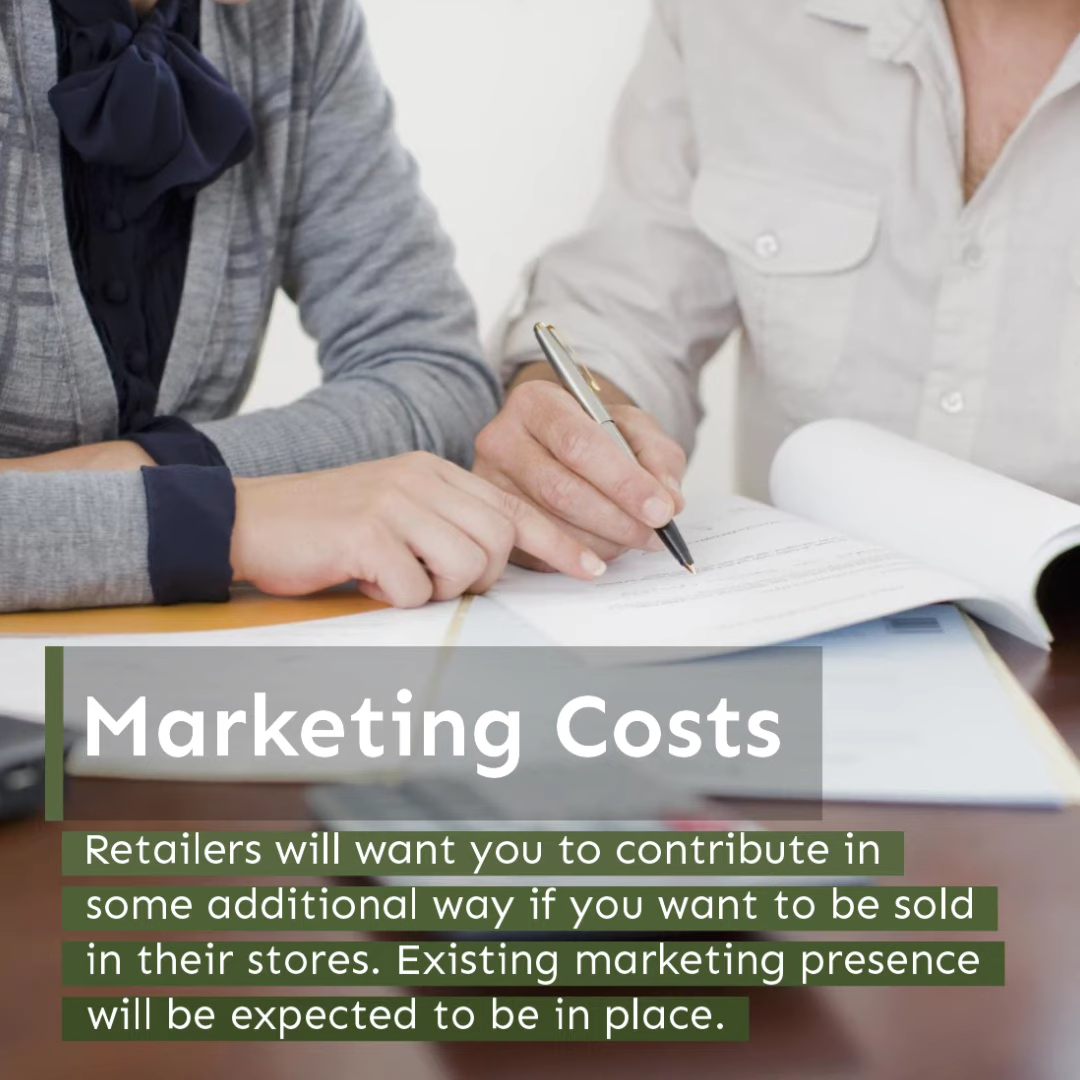 Marketing Costs
Retailers will want you to contribute in
some additional way if you want to be sold
in their stores. Existing marketing presence
will be expected to be in place.